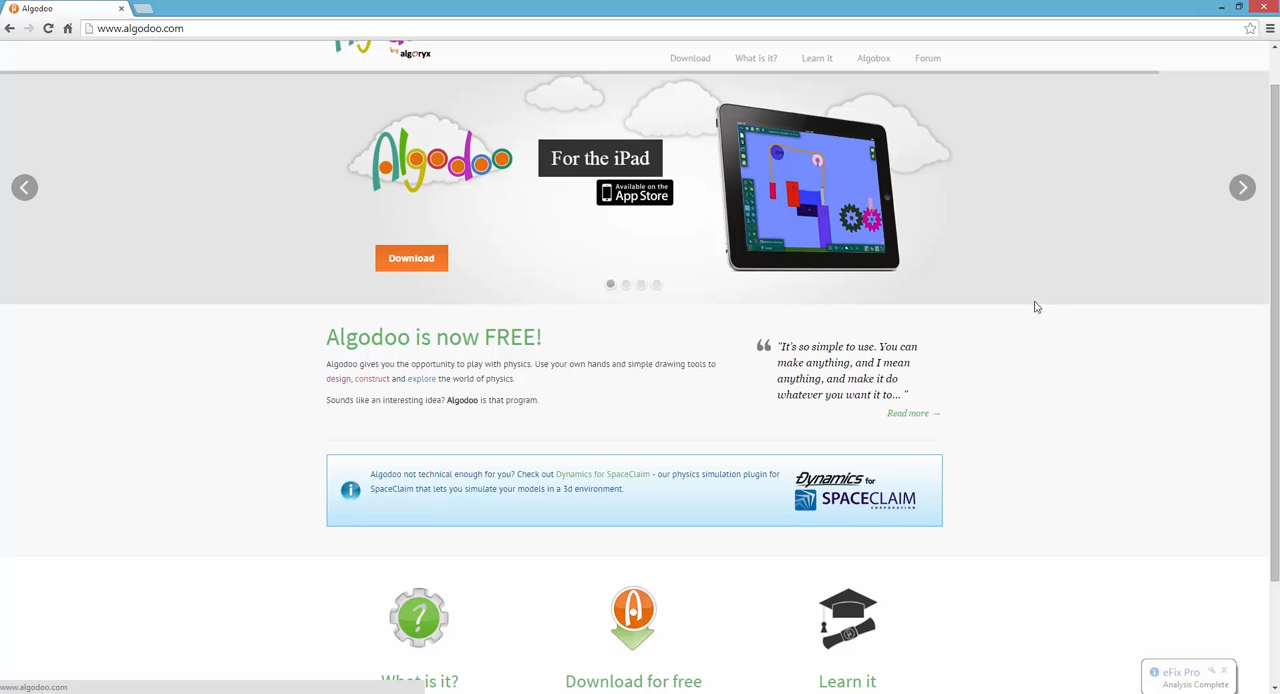 Algodoo
www.algodoo.com
by algoryx
Download What is it? Learn it Algobox Forum
Algodoo
For the iPad
Available on the
App Store
Download
Algodoo is now FREE!
Algodoo gives you the opportunity to play with physics. Use your own hands and simple drawing tools to
design, construct and explore the world of physics.
Sounds like an interesting idea? Algodoo is that program.
"It's so simple to use. You can
make anything, and I mean
anything, and make it do
whatever you want it to... "
Read more →
Algodoo not technical enough for you? Check out Dynamics for SpaceClaim - our physics simulation plugin for
SpaceClaim that lets you simulate your models in a 3d environment.
Dynamics for
SPACECLAIM
CORPORATION
What is it?
Download for free
Learn it
eFix Pro
Analysis Complete
www.algodoo.com